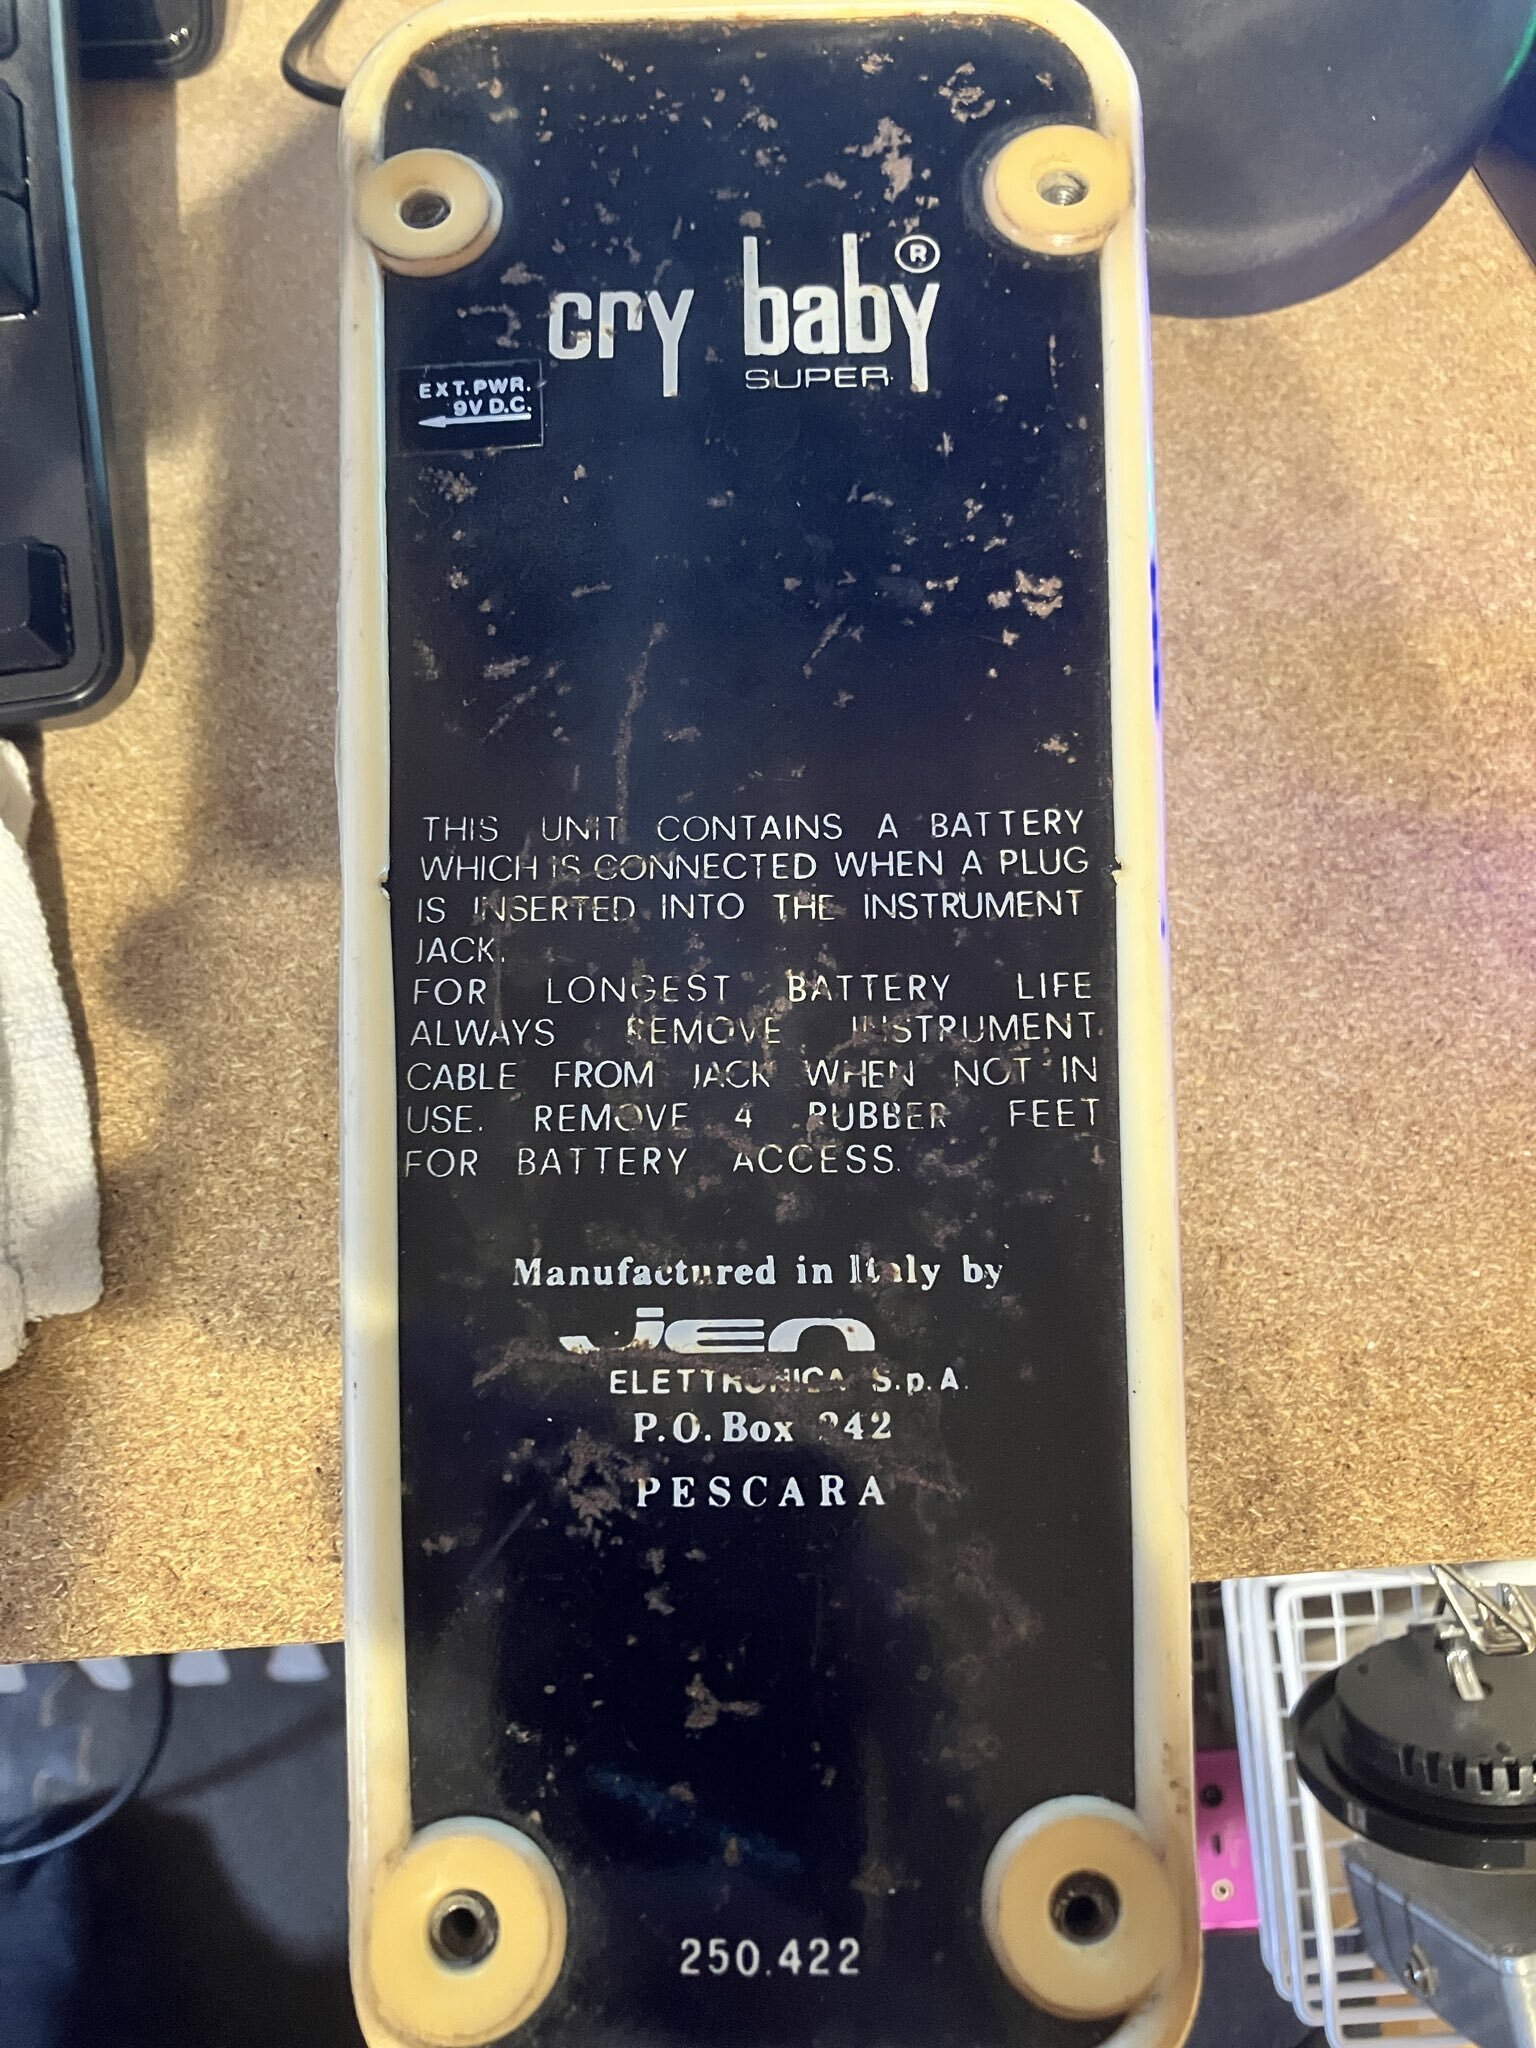 cry baby ®
SUPER
EXT.PWR.
9V D.C.
THIS UNIT CONTAINS A BATTERY
WHICH IS CONNECTED WHEN A PLUG
IS INSERTED INTO THE INSTRUMENT
JACK.
FOR LONGEST BATTERY LIFE
ALWAYS REMOVE INSTRUMENT
CABLE FROM JACK WHEN NOT IN
USE. REMOVE 4 RUBBER FEET
FOR BATTERY ACCESS.
Manufactured in Italy by
Jen
ELETTRONICA S.p.A.
P.O. Box
PESCARA
250.422